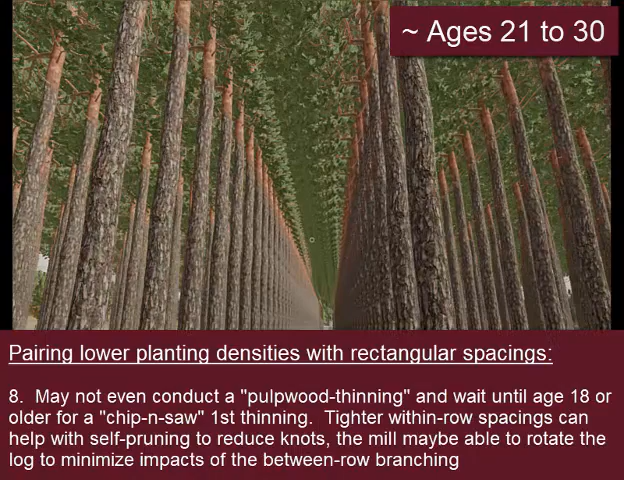 ~ Ages 21 to 30
Pairing lower planting densities with rectangular spacings:
8.  May not even conduct a "pulpwood-thinning" and wait until age 18 or
older for a "chip-n-saw" 1st thinning.  Tighter within-row spacings can
help with self-pruning to reduce knots, the mill maybe able to rotate the
log to minimize impacts of the between-row branching